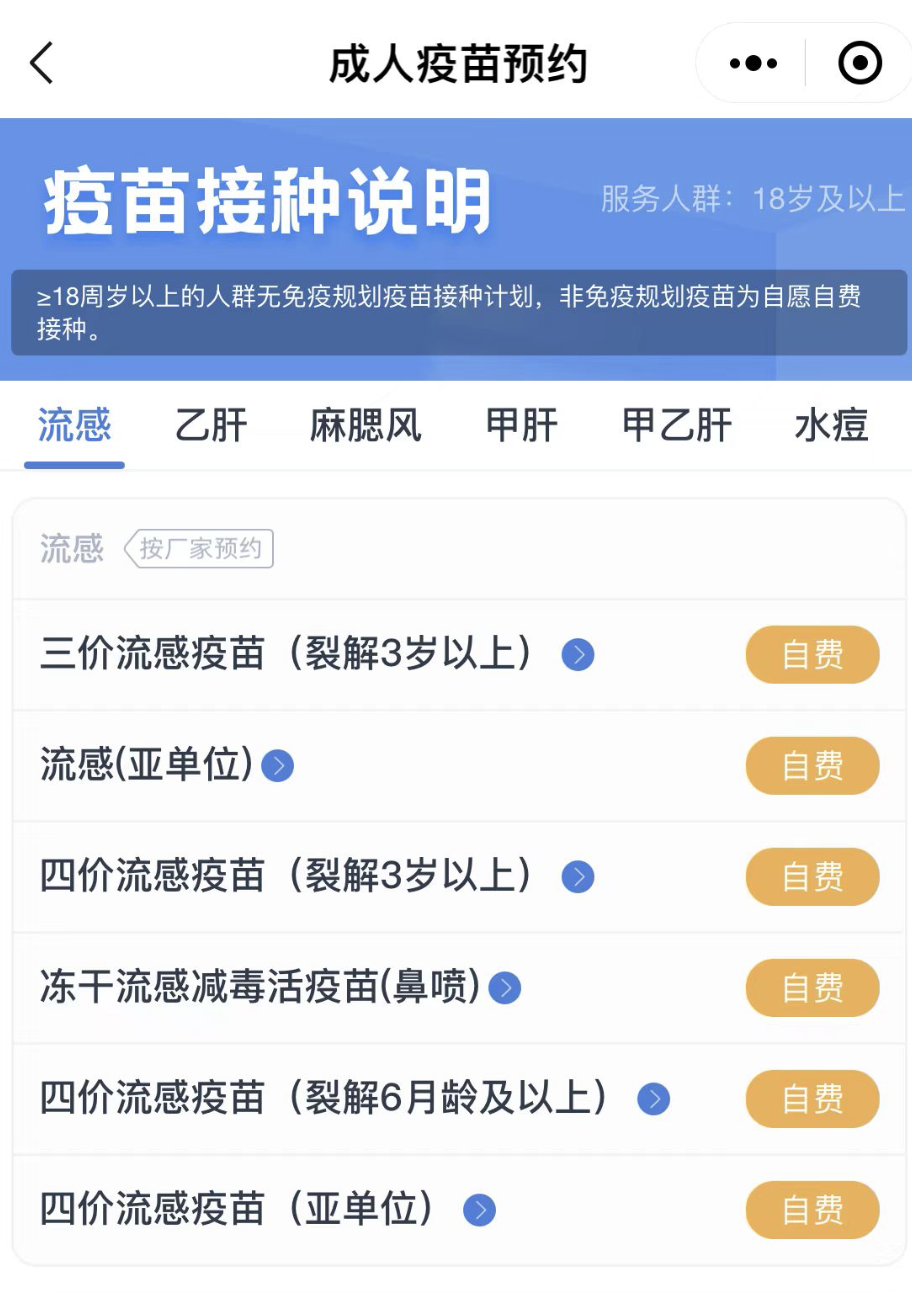 成人疫苗预约
疫苗接种说明
服务人群：18岁及以上
≥18周岁以上的人群无免疫规划疫苗接种计划，非免疫规划疫苗为自愿自费
接种。
流感 乙肝 麻腮风 甲肝 甲乙肝 水痘
流感 按厂家预约
三价流感疫苗（裂解3岁以上） 自费
流感(亚单位) 自费
四价流感疫苗（裂解3岁以上） 自费
冻干流感减毒活疫苗(鼻喷) 自费
四价流感疫苗（裂解6月龄及以上） 自费
四价流感疫苗（亚单位） 自费